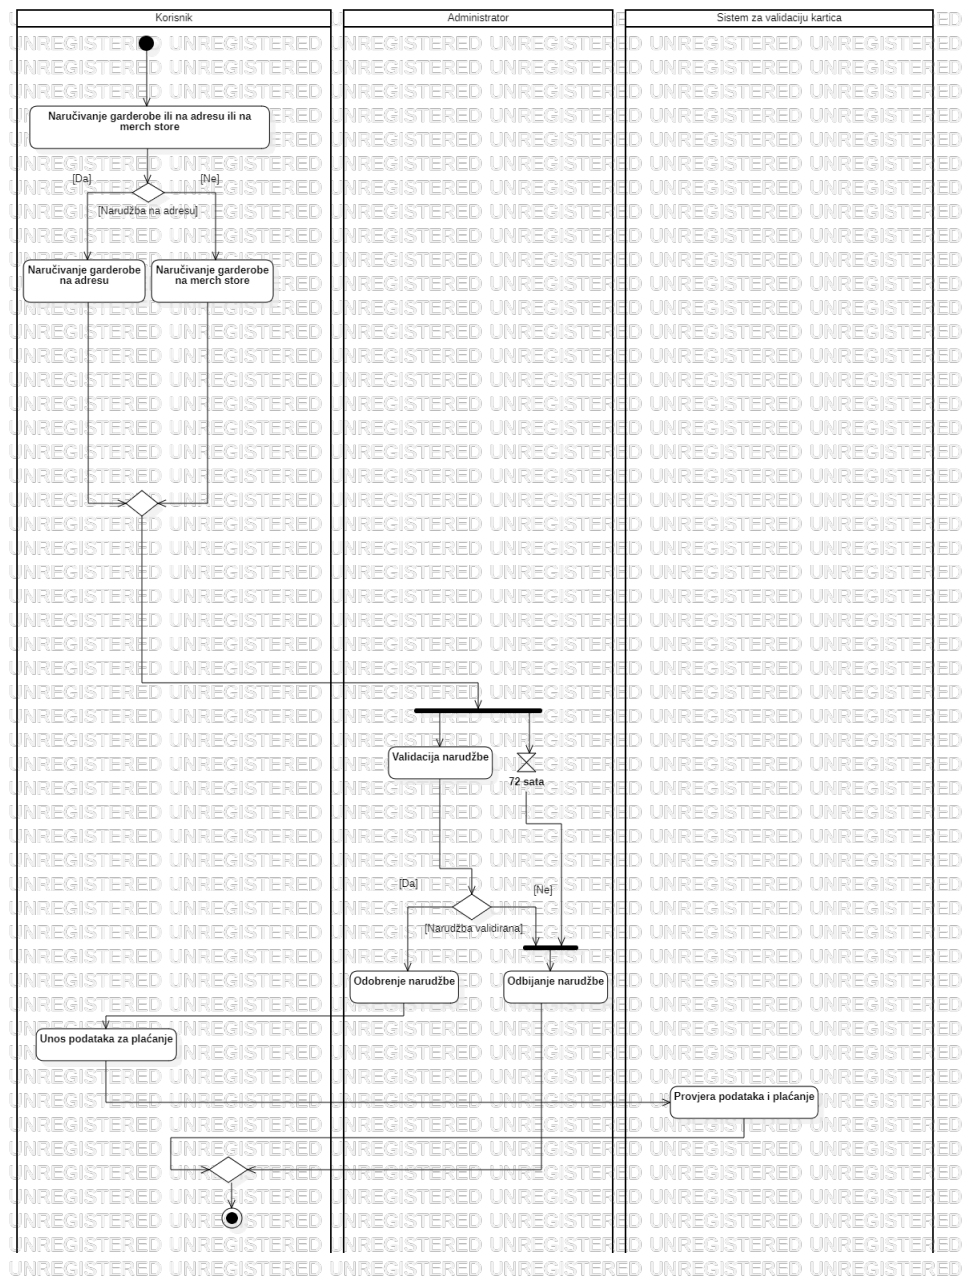 Korisnik
Administrator
Sistem za validaciju kartica
UNREGISTERED
Naručivanje garderobe ili na adresu ili na
merch store
[Da]
[Ne]
[Narudžba na adresu]
Naručivanje garderobe
na adresu
Naručivanje garderobe
na merch store
Validacija narudžbe
72 sata
[Da]
[Ne]
[Narudžba validirana]
Odobrenje narudžbe
Odbijanje narudžbe
Unos podataka za plaćanje
Provjera podataka i plaćanje